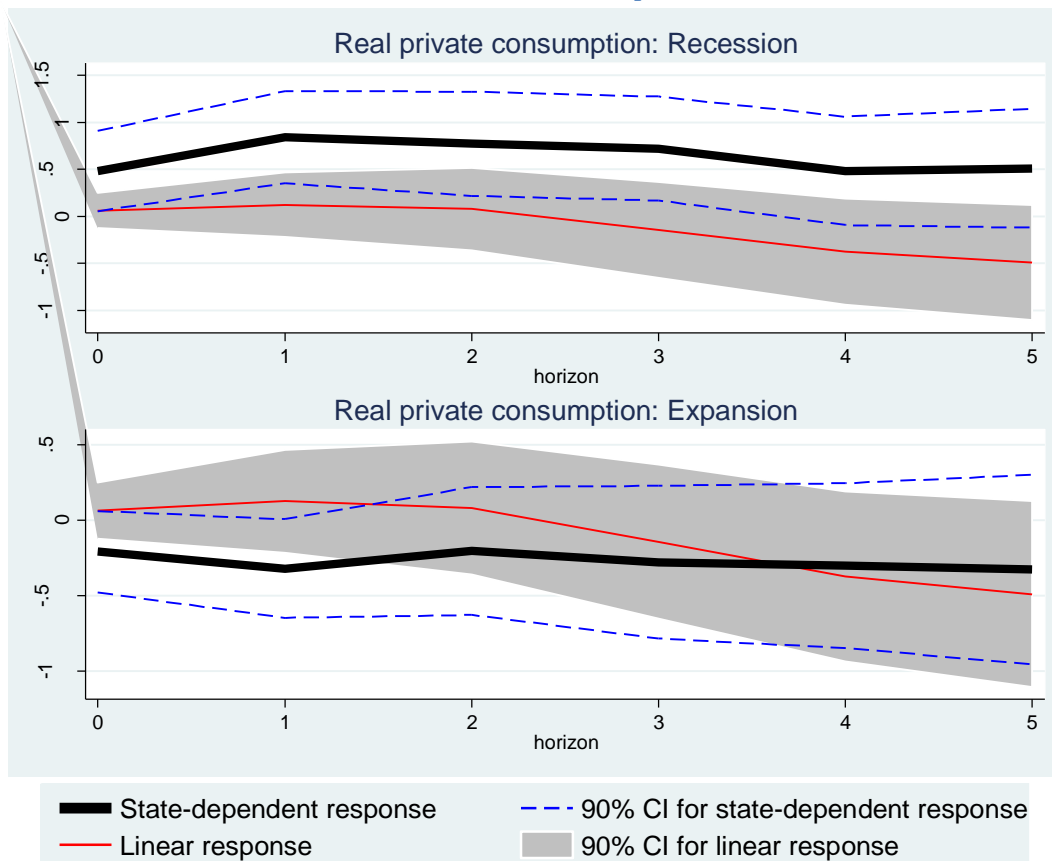 Real private consumption: Recession
1.5
1
.5
0
-.5
-1
0 1 2 3 4 5
horizon
Real private consumption: Expansion
.5
0
-.5
-1
0 1 2 3 4 5
horizon
State-dependent response
90% CI for state-dependent response
Linear response
90% CI for linear response